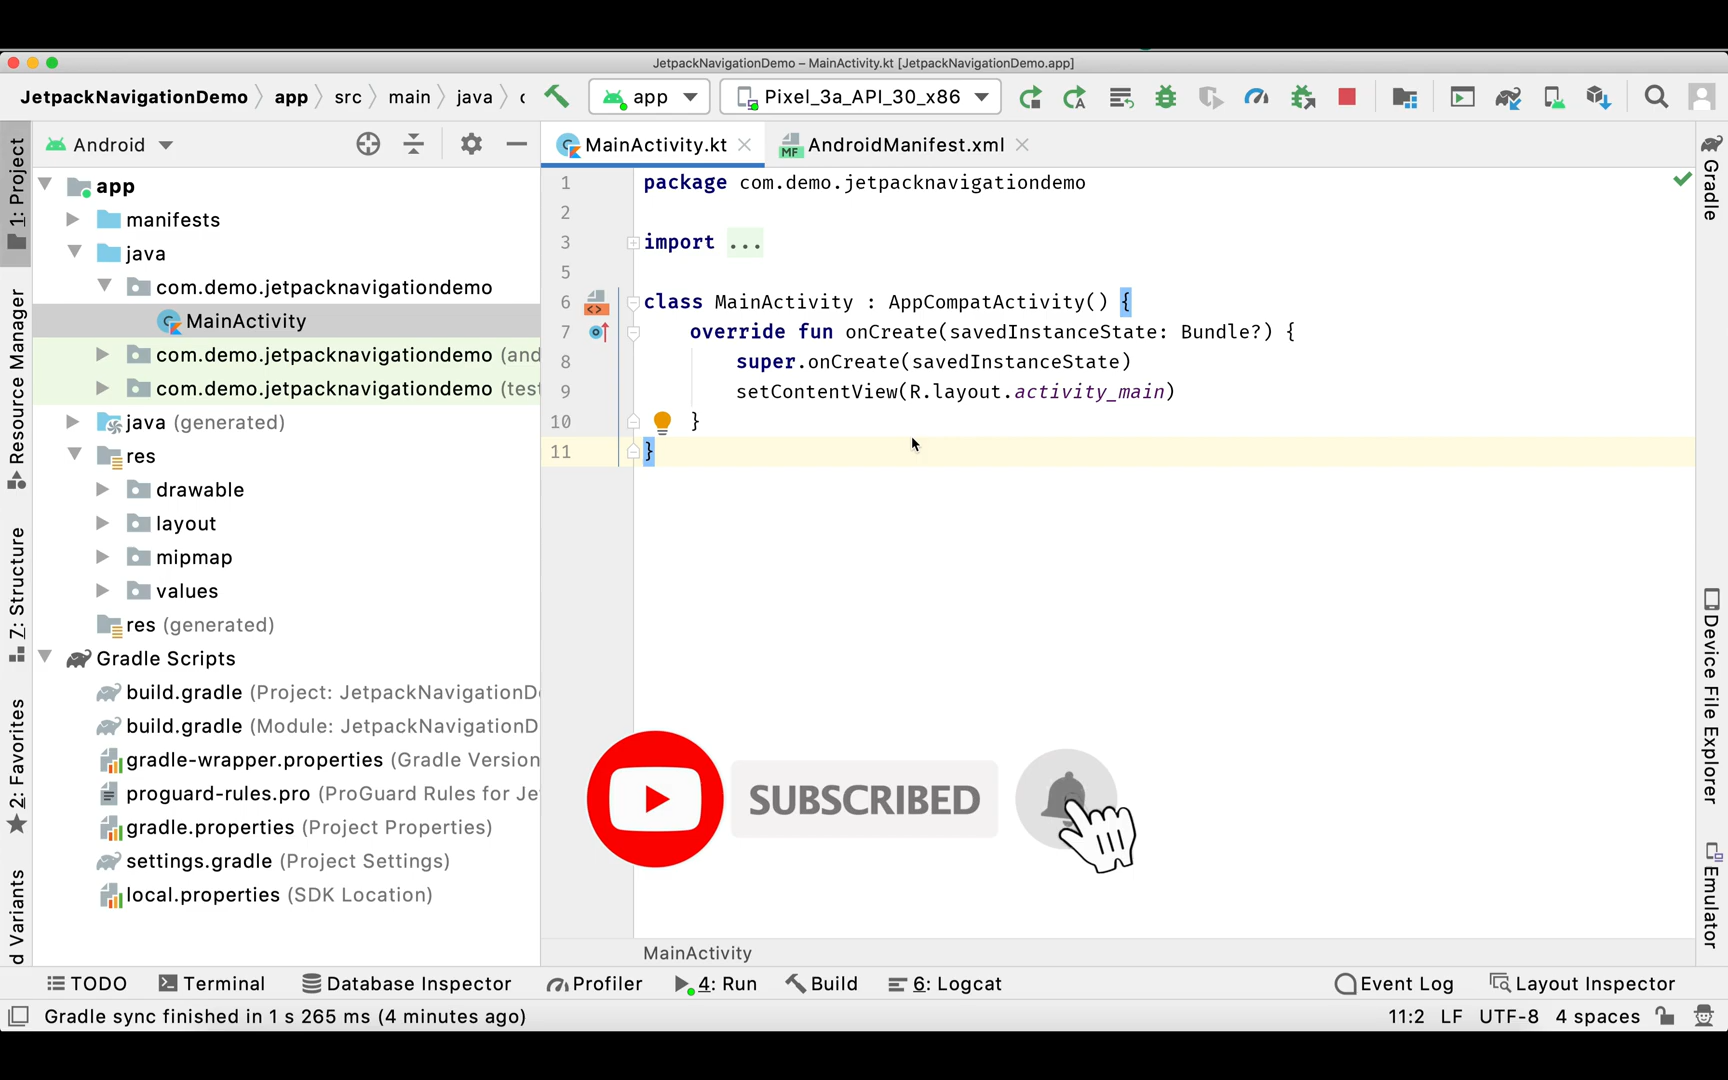 JetpackNavigationDemo – MainActivity.kt [JetpackNavigationDemo.app]
JetpackNavigationDemo app src main java c app Pixel_3a_API_30_x86
Android
MainActivity.kt AndroidManifest.xml
1: Project
Resource Manager
7: Structure
2: Favorites
d Variants
app
manifests
java
com.demo.jetpacknavigationdemo
MainActivity
com.demo.jetpacknavigationdemo (and
com.demo.jetpacknavigationdemo (test
java (generated)
res
drawable
layout
mipmap
values
res (generated)
Gradle Scripts
build.gradle (Project: JetpackNavigationD
build.gradle (Module: JetpackNavigationD
gradle-wrapper.properties (Gradle Version
proguard-rules.pro (ProGuard Rules for Je
gradle.properties (Project Properties)
settings.gradle (Project Settings)
local.properties (SDK Location)
1 package com.demo.jetpacknavigationdemo
2
3 import ...
5
6 class MainActivity : AppCompatActivity() {
7 override fun onCreate(savedInstanceState: Bundle?) {
8 super.onCreate(savedInstanceState)
9 setContentView(R.layout.activity_main)
10 }
11 }
SUBSCRIBED
MainActivity
Gradle
Device File Explorer
Emulator
TODO Terminal Database Inspector Profiler 4: Run Build 6: Logcat Event Log Layout Inspector
Gradle sync finished in 1 s 265 ms (4 minutes ago) 11:2 LF UTF-8 4 spaces